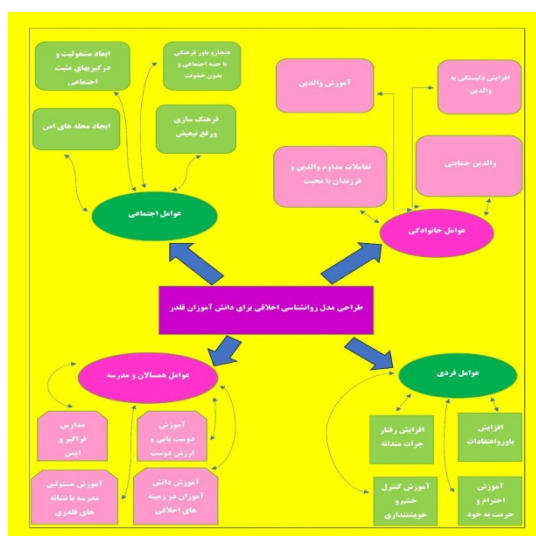 ابعاد مشغولیت و
درگیریهای مثبت
اجتماعی
هنجارو باور فرهنگی
با جنبه اجتماعی و
بدون خشونت
ایجاد محله های امن
فرهنگ سازی
ورفع تبعیض
عوامل اجتماعی
افزایش دلبستگی به
والدین
آموزش والدین
والدین حمایتی
تعاملات مداوم والدین و
فرزندان با محبت
عوامل خانوادگی
طراحی مدل روانشناسی اخلاقی برای دانش آموزان قلدر
عوامل همسالان و مدرسه
مدارس
فراگیر و
ایمن
آموزش
دوست یابی و
ارزش دوست
آموزش مسئولین
مدرسه با نشانه
های قلدری
آموزش دانش
آموزان در زمینه
های اخلاقی
عوامل فردی
افزایش
باورواعتقادات
افزایش رفتار
جرات مندانه
آموزش
احترام و
حرمت به خود
آموزش کنترل
خشم و
خویشتنداری